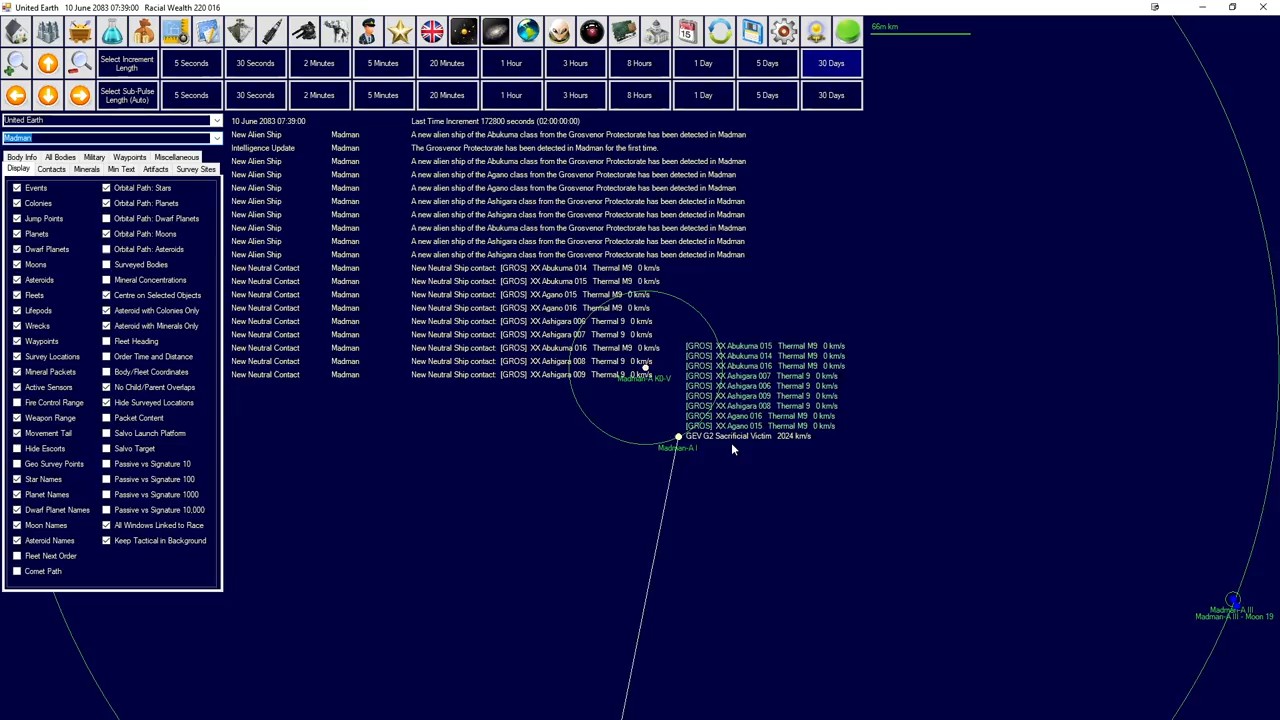 United Earth   10 June 2083 07:39:00   Racial Wealth 220 016
66m km
Select Increment Length
5 Seconds
30 Seconds
2 Minutes
5 Minutes
20 Minutes
1 Hour
3 Hours
8 Hours
1 Day
5 Days
30 Days
Select Sub-Pulse Length (Auto)
5 Seconds
30 Seconds
2 Minutes
5 Minutes
20 Minutes
1 Hour
3 Hours
8 Hours
1 Day
5 Days
30 Days
United Earth
Madman
Body Info   All Bodies   Military   Waypoints   Miscellaneous
Display   Contacts   Minerals   Min Text   Artifacts   Survey Sites
Events   Orbital Path: Stars
Colonies   Orbital Path: Planets
Jump Points   Orbital Path: Dwarf Planets
Planets   Orbital Path: Moons
Dwarf Planets   Orbital Path: Asteroids
Moons   Surveyed Bodies
Asteroids   Mineral Concentrations
Fleets   Centre on Selected Objects
Lifepods   Asteroid with Colonies Only
Wrecks   Asteroid with Minerals Only
Waypoints   Fleet Heading
Survey Locations   Order Time and Distance
Mineral Packets   Body/Fleet Coordinates
Active Sensors   No Child/Parent Overlaps
Fire Control Range   Hide Surveyed Locations
Weapon Range   Packet Content
Movement Tail   Salvo Launch Platform
Hide Escorts   Salvo Target
Geo Survey Points   Passive vs Signature 10
Star Names   Passive vs Signature 100
Planet Names   Passive vs Signature 1000
Dwarf Planet Names   Passive vs Signature 10,000
Moon Names   All Windows Linked to Race
Asteroid Names   Keep Tactical in Background
Fleet Next Order
Comet Path
10 June 2083 07:39:00   Last Time Increment 172800 seconds (02:00:00:00)
New Alien Ship   Madman   A new alien ship of the Abukuma class from the Grosvenor Protectorate has been detected in Madman
Intelligence Update   Madman   The Grosvenor Protectorate has been detected in Madman for the first time.
New Alien Ship   Madman   A new alien ship of the Abukuma class from the Grosvenor Protectorate has been detected in Madman
New Alien Ship   Madman   A new alien ship of the Agano class from the Grosvenor Protectorate has been detected in Madman
New Alien Ship   Madman   A new alien ship of the Agano class from the Grosvenor Protectorate has been detected in Madman
New Alien Ship   Madman   A new alien ship of the Ashigara class from the Grosvenor Protectorate has been detected in Madman
New Alien Ship   Madman   A new alien ship of the Ashigara class from the Grosvenor Protectorate has been detected in Madman
New Alien Ship   Madman   A new alien ship of the Abukuma class from the Grosvenor Protectorate has been detected in Madman
New Alien Ship   Madman   A new alien ship of the Ashigara class from the Grosvenor Protectorate has been detected in Madman
New Alien Ship   Madman   A new alien ship of the Ashigara class from the Grosvenor Protectorate has been detected in Madman
New Neutral Contact   Madman   New Neutral Ship contact: [GROS] XX Abukuma 014 Thermal M9 0 km/s
New Neutral Contact   Madman   New Neutral Ship contact: [GROS] XX Abukuma 015 Thermal M9 0 km/s
New Neutral Contact   Madman   New Neutral Ship contact: [GROS] XX Agano 015 Thermal M9 0 km/s
New Neutral Contact   Madman   New Neutral Ship contact: [GROS] XX Agano 016 Thermal M9 0 km/s
New Neutral Contact   Madman   New Neutral Ship contact: [GROS] XX Ashigara 006 Thermal 9 0 km/s
New Neutral Contact   Madman   New Neutral Ship contact: [GROS] XX Ashigara 007 Thermal 9 0 km/s
New Neutral Contact   Madman   New Neutral Ship contact: [GROS] XX Abukuma 016 Thermal M9 0 km/s
New Neutral Contact   Madman   New Neutral Ship contact: [GROS] XX Ashigara 008 Thermal 9 0 km/s
New Neutral Contact   Madman   New Neutral Ship contact: [GROS] XX Ashigara 009 Thermal 9 0 km/s
Madman-A K0-V
[GROS] XX Abukuma 015 Thermal M9 0 km/s
[GROS] XX Abukuma 014 Thermal M9 0 km/s
[GROS] XX Abukuma 016 Thermal M9 0 km/s
[GROS] XX Ashigara 007 Thermal 9 0 km/s
[GROS] XX Ashigara 006 Thermal 9 0 km/s
[GROS] XX Ashigara 009 Thermal 9 0 km/s
[GROS] XX Ashigara 008 Thermal 9 0 km/s
[GROS] XX Agano 016 Thermal M9 0 km/s
[GROS] XX Agano 015 Thermal M9 0 km/s
GEV G2 Sacrificial Victim 2024 km/s
Madman-A I
Madman-A III
Madman-A III - Moon 19